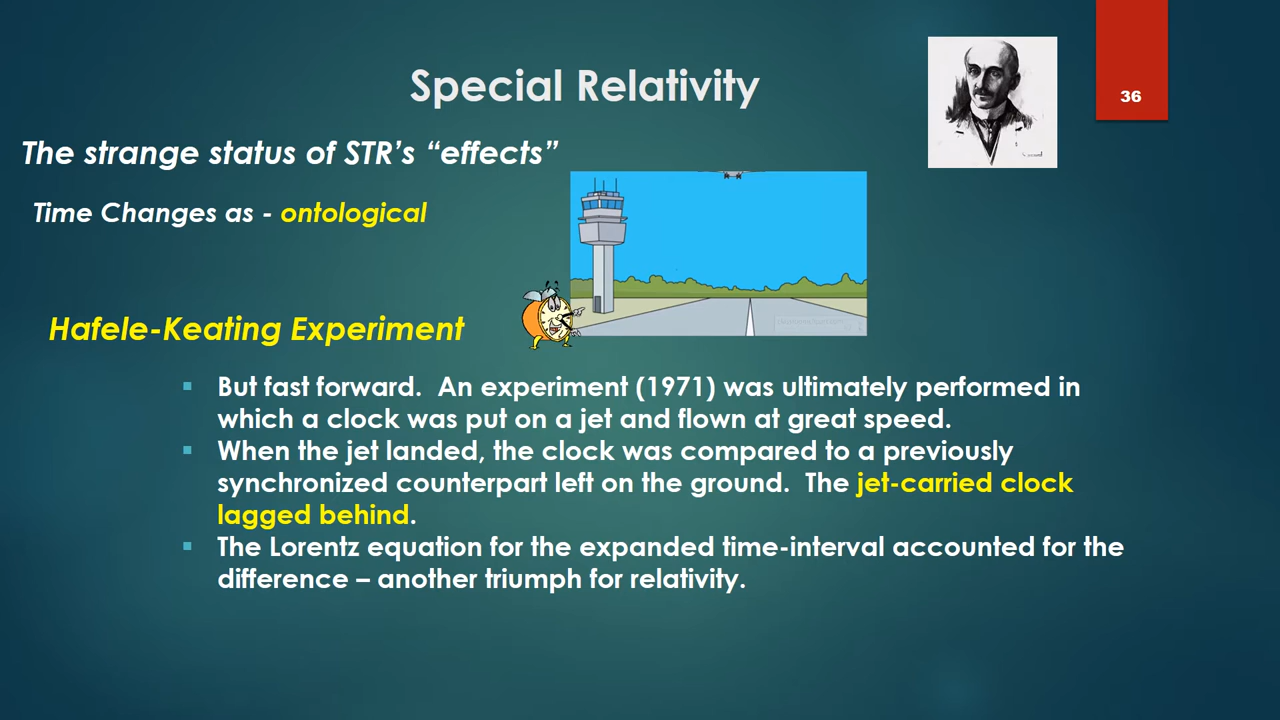 Special Relativity
36
The strange status of STR's “effects”
Time Changes as - ontological
Hafele-Keating Experiment
But fast forward. An experiment (1971) was ultimately performed in
which a clock was put on a jet and flown at great speed.
When the jet landed, the clock was compared to a previously
synchronized counterpart left on the ground. The jet-carried clock
lagged behind.
The Lorentz equation for the expanded time-interval accounted for the
difference – another triumph for relativity.